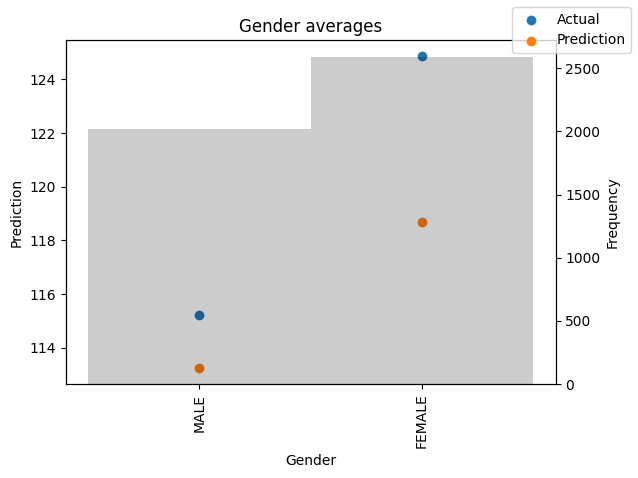 Gender averages
Actual
Prediction
Prediction
124
122
120
118
116
114
2500
2000
1500
1000
500
0
Frequency
MALE
FEMALE
Gender